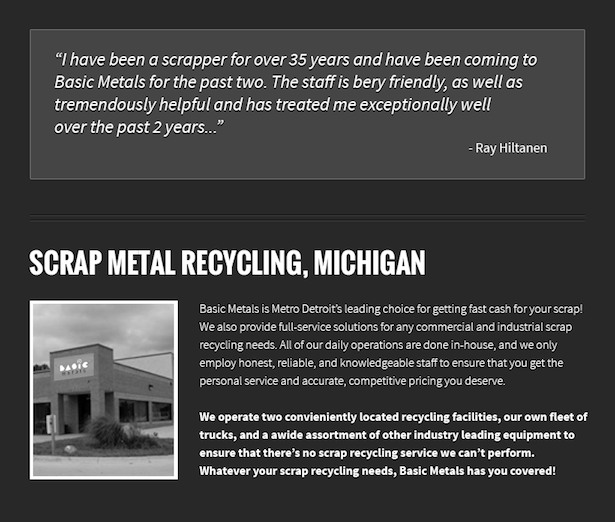 “I have been a scrapper for over 35 years and have been coming to
Basic Metals for the past two. The staff is bery friendly, as well as
tremendously helpful and has treated me exceptionally well
over the past 2 years...”
- Ray Hiltanen
SCRAP METAL RECYCLING, MICHIGAN
BASIC
METALS
Basic Metals is Metro Detroit’s leading choice for getting fast cash for your scrap!
We also provide full-service solutions for any commercial and industrial scrap
recycling needs. All of our daily operations are done in-house, and we only
employ honest, reliable, and knowledgeable staff to ensure that you get the
personal service and accurate, competitive pricing you deserve.
We operate two convieniently located recycling facilities, our own fleet of
trucks, and a awide assortment of other industry leading equipment to
ensure that there’s no scrap recycling service we can’t perform.
Whatever your scrap recycling needs, Basic Metals has you covered!